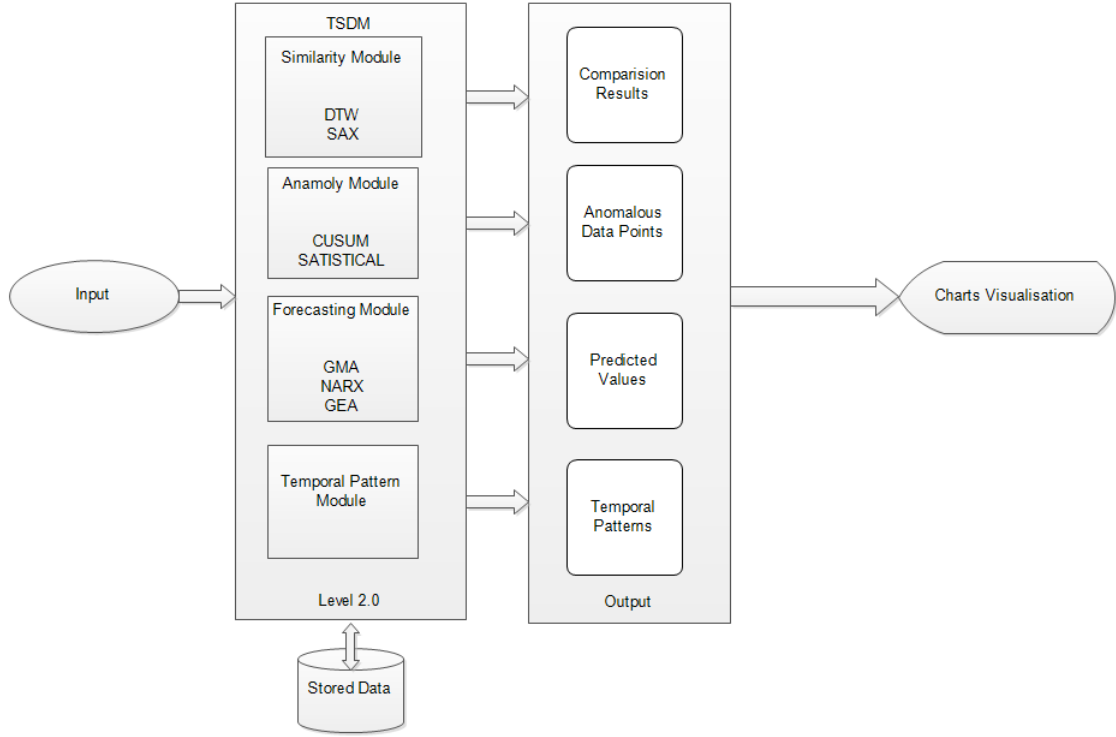 Input
TSDM
Similarity Module
DTW
SAX
Anamoly Module
CUSUM
SATISTICAL
Forecasting Module
GMA
NARX
GEA
Temporal Pattern
Module
Level 2.0
Stored Data
Comparision
Results
Anomalous
Data Points
Predicted
Values
Temporal
Patterns
Output
Charts Visualisation